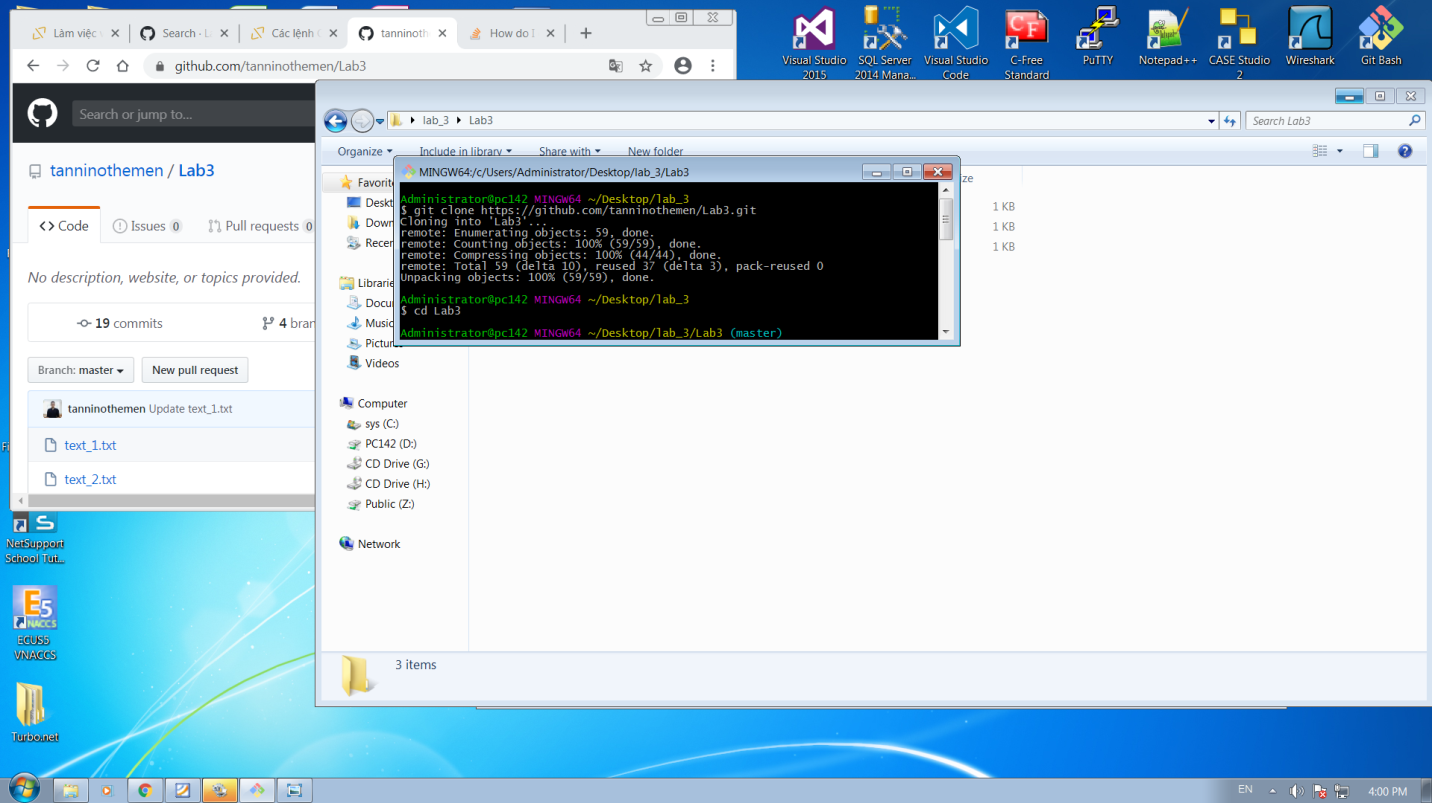 Làm việc
Search · L
Các lệnh
tanninoth
How do I
github.com/tanninothemen/Lab3
Search or jump to...
tanninothemen / Lab3
Code
Issues 0
Pull requests 0
No description, website, or topics provided.
19 commits
4 bran
Branch: master
New pull request
tanninothemen Update text_1.txt
text_1.txt
text_2.txt
Visual Studio
2015
SQL Server
2014 Mana...
Visual Studio
Code
C-Free
Standard
PuTTY
Notepad++
CASE Studio
2
Wireshark
Git Bash
lab_3
Lab3
Search Lab3
Organize
Include in library
Share with
New folder
MINGW64:/c/Users/Administrator/Desktop/lab_3/Lab3
Administrator@pc142 MINGW64 ~/Desktop/lab_3
$ git clone https://github.com/tanninothemen/Lab3.git
Cloning into 'Lab3'...
remote: Enumerating objects: 59, done.
remote: Counting objects: 100% (59/59), done.
remote: Compressing objects: 100% (44/44), done.
remote: Total 59 (delta 10), reused 37 (delta 3), pack-reused 0
Unpacking objects: 100% (59/59), done.
Administrator@pc142 MINGW64 ~/Desktop/lab_3
$ cd Lab3
Administrator@pc142 MINGW64 ~/Desktop/lab_3/Lab3 (master)
ze
1 KB
1 KB
1 KB
Favorite
Deskt
Down
Recen
Librarie
Docu
Music
Pictur
Videos
Computer
sys (C:)
PC142 (D:)
CD Drive (G:)
CD Drive (H:)
Public (Z:)
Network
3 items
Fi
NetSupport
School Tut...
E5
NACCS
ECUS5
VNACCS
Turbo.net
EN
4:00 PM